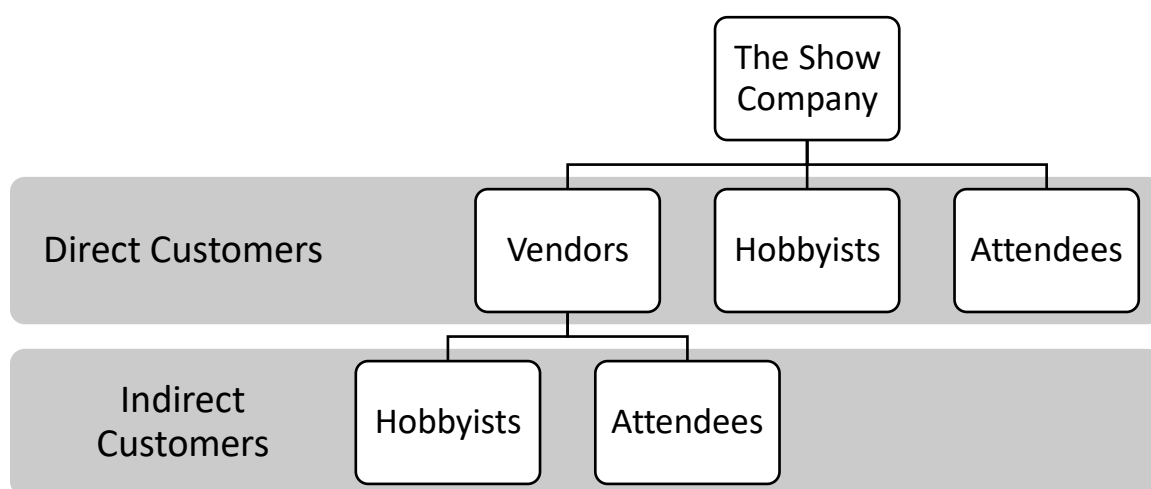 The Show
Company
Direct Customers
Vendors
Hobbyists
Attendees
Indirect
Customers
Hobbyists
Attendees